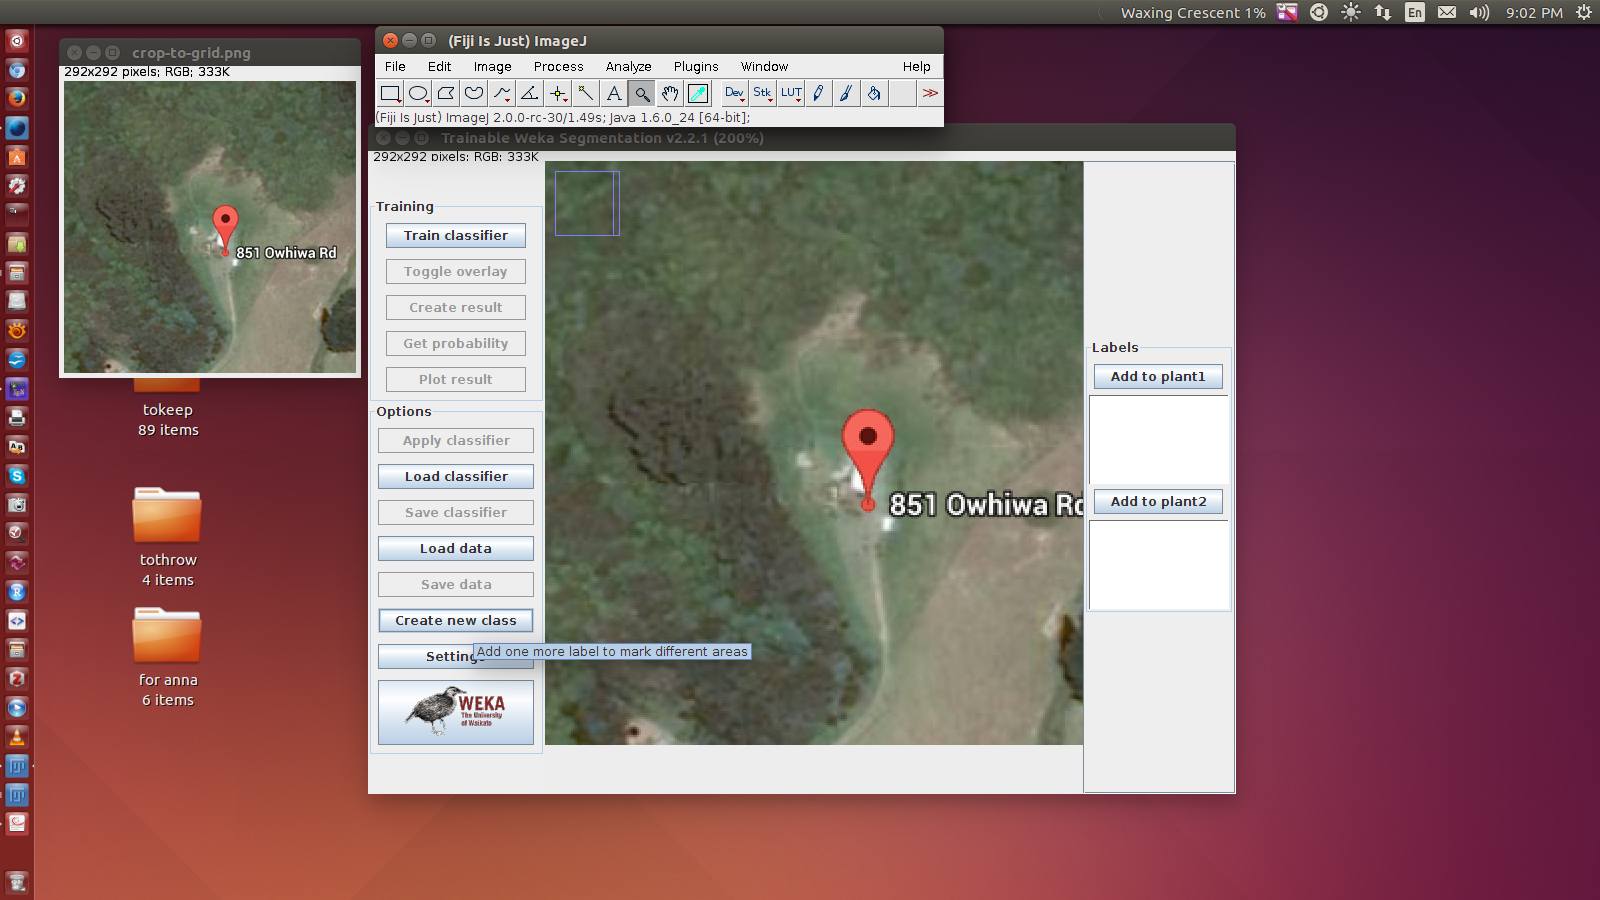 Waxing Crescent 1%
En
9:02 PM
crop-to-grid.png
292x292 pixels; RGB; 333K
851 Owhiwa Rd
tokeep
89 items
tothrow
4 items
for anna
6 items
(Fiji Is Just) ImageJ
File Edit Image Process Analyze Plugins Window Help
A Dev Stk LUT >>
(Fiji Is Just) ImageJ 2.0.0-rc-30/1.49s; Java 1.6.0_24 [64-bit];
Trainable Weka Segmentation v2.2.1 (200%)
292x292 pixels; RGB; 333K
Training
Train classifier
Toggle overlay
Create result
Get probability
Plot result
Options
Apply classifier
Load classifier
Save classifier
Load data
Save data
Create new class
Settings
Add one more label to mark different areas
WEKA
The University
of Waikato
851 Owhiwa Rd
Labels
Add to plant1
Add to plant2